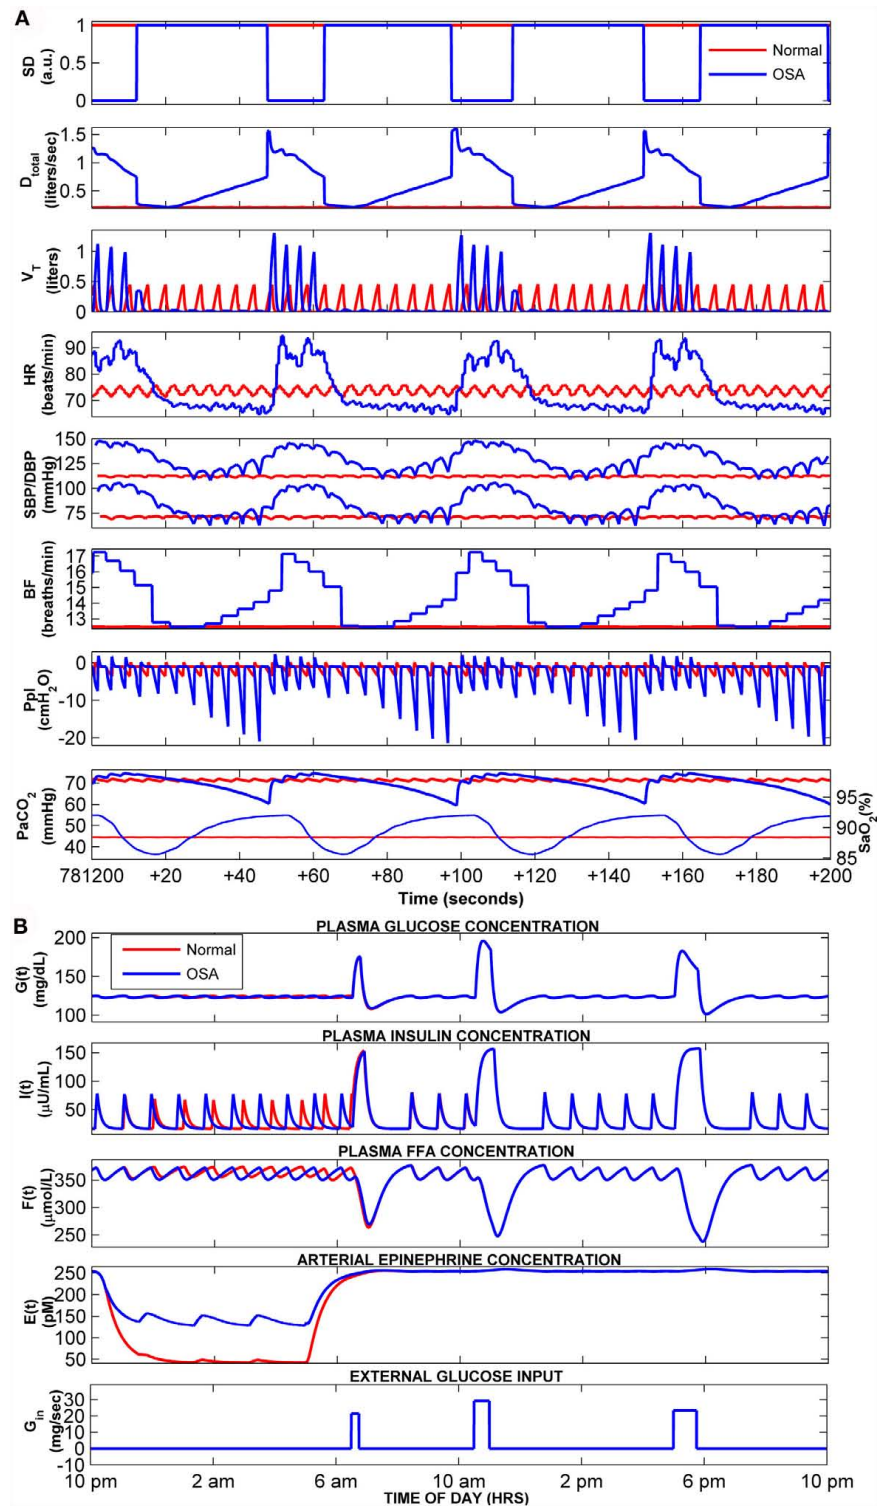 A
SD
(a.u.)
1
0.5
0
Normal
OSA
D_total
(liters/sec)
1.5
1
0.5
V_T
(liters)
1
0.5
0
HR
(beats/min)
90
80
70
SBP/DBP
(mmHg)
150
125
100
75
BF
(breaths/min)
17
16
15
14
13
Ppl
(cmH2O)
0
-10
-20
PaCO2
(mmHg)
70
60
50
40
SaO2(%)
95
90
85
781200 +20 +40 +60 +80 +100 +120 +140 +160 +180 +200
Time (seconds)
B
PLASMA GLUCOSE CONCENTRATION
G(t)
(mg/dL)
200
150
100
Normal
OSA
PLASMA INSULIN CONCENTRATION
I(t)
(µU/mL)
150
100
50
PLASMA FFA CONCENTRATION
F(t)
(µmol/L)
350
300
250
ARTERIAL EPINEPHRINE CONCENTRATION
E(t)
(pM)
250
200
150
100
50
EXTERNAL GLUCOSE INPUT
G_in
(mg/sec)
30
20
10
0
-10
10 pm 2 am 6 am 10 am 2 pm 6 pm 10 pm
TIME OF DAY (HRS)